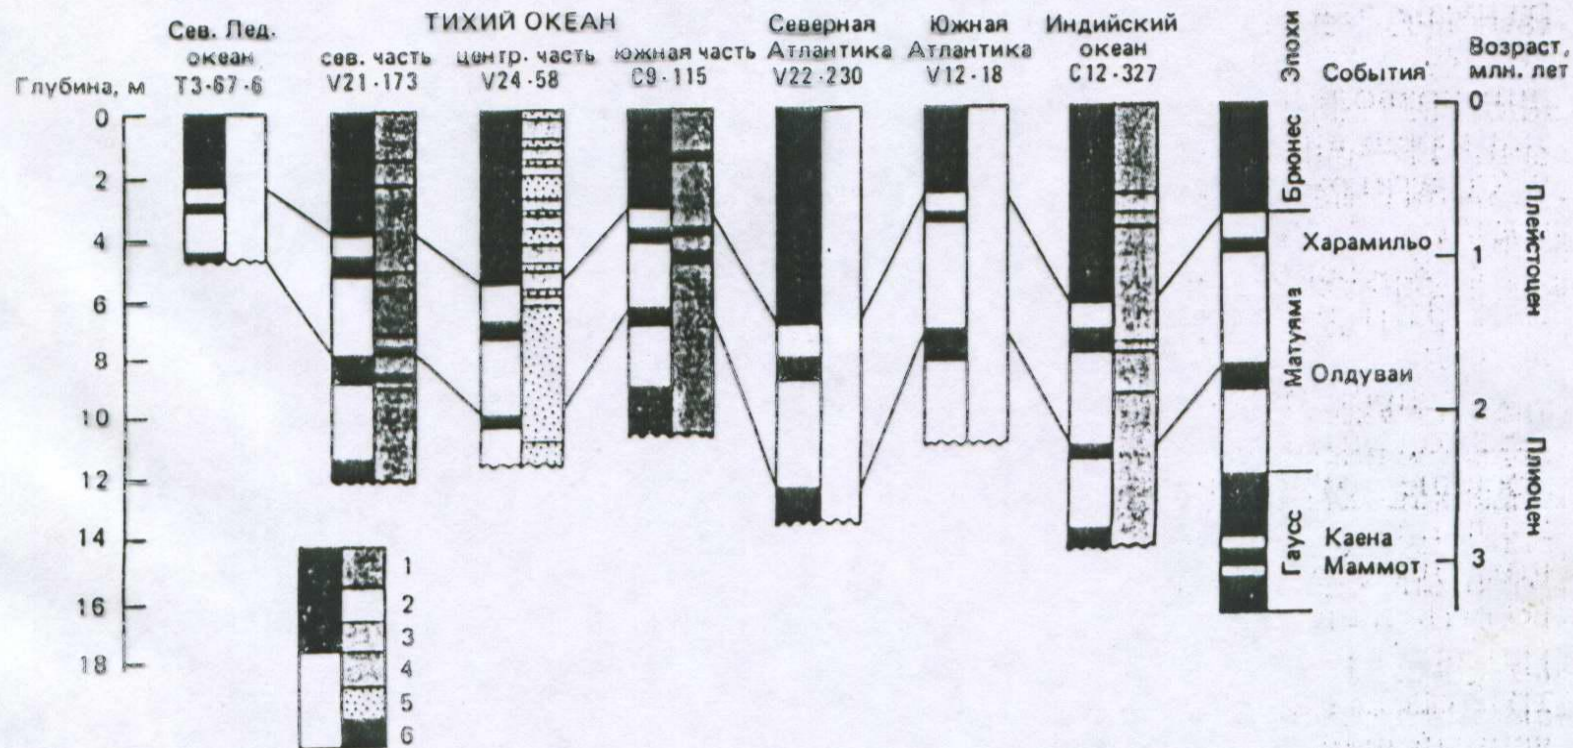 ТИХИЙ ОКЕАН
Сев. Лед.
океан
Т3-67-6
сев. часть
V21-173
центр. часть
V24-58
южная часть
С9-115
Северная
Атлантика
V22-230
Южная
Атлантика
V12-18
Индийский
океан
С12-327
Эпохи
События
Возраст,
млн. лет
Глубина, м
0
2
4
6
8
10
12
14
16
18
Брюнес
Матуяма
Гаусс
Харамильо
Олдуваи
Каена
Маммот
0
1
2
3
Плейстоцен
Плиоцен
1
2
3
4
5
6